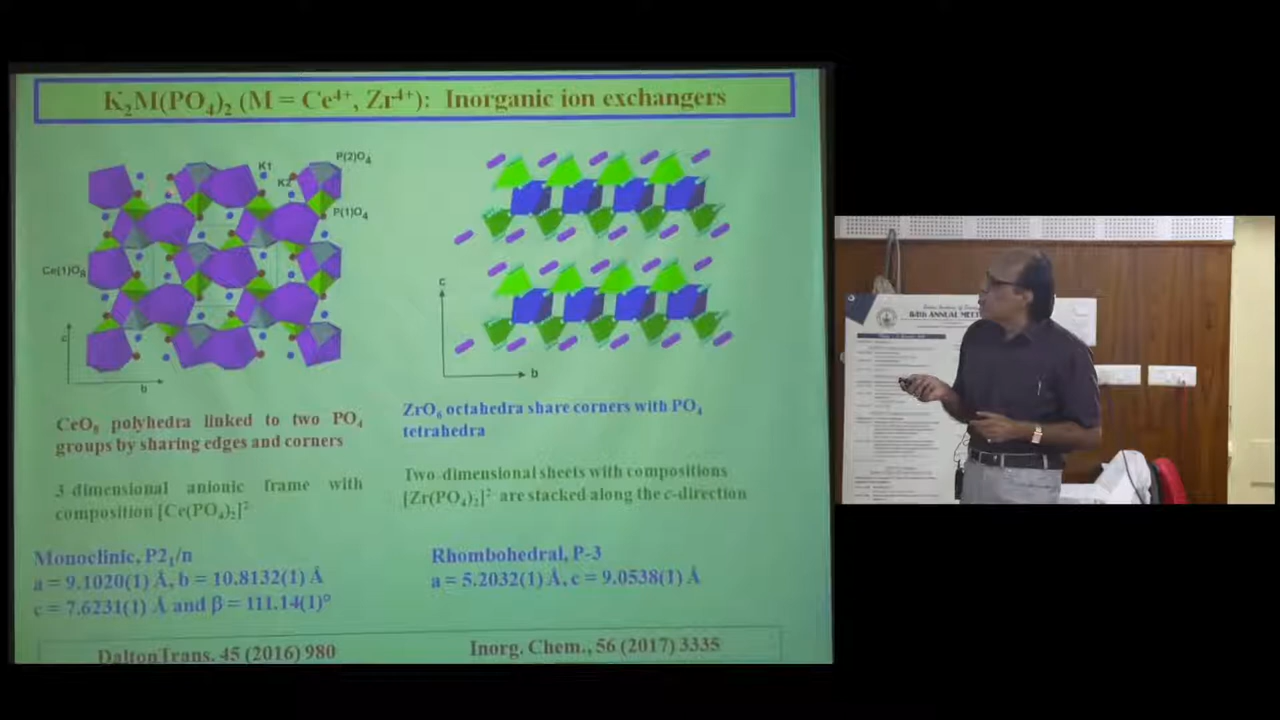 K₂M(PO₄)₂ (M = Ce⁴⁺, Zr⁴⁺): Inorganic ion exchangers
P(2)O₄
K1
K2
P(1)O₄
Ce(1)O₈
c
b
c
b
CeO₈ polyhedra linked to two PO₄
groups by sharing edges and corners
3-dimensional anionic frame with
composition [Ce(PO₄)₂]²⁻
Monoclinic, P2₁/n
a = 9.1020(1) Å, b = 10.8132(1) Å
c = 7.6231(1) Å and β = 111.14(1)°
Dalton Trans. 45 (2016) 980
ZrO₆ octahedra share corners with PO₄
tetrahedra
Two-dimensional sheets with compositions
[Zr(PO₄)₂]²⁻ are stacked along the c-direction
Rhombohedral, P-3
a = 5.2032(1) Å, c = 9.0538(1) Å
Inorg. Chem., 56 (2017) 3335
84th ANNUAL MEET